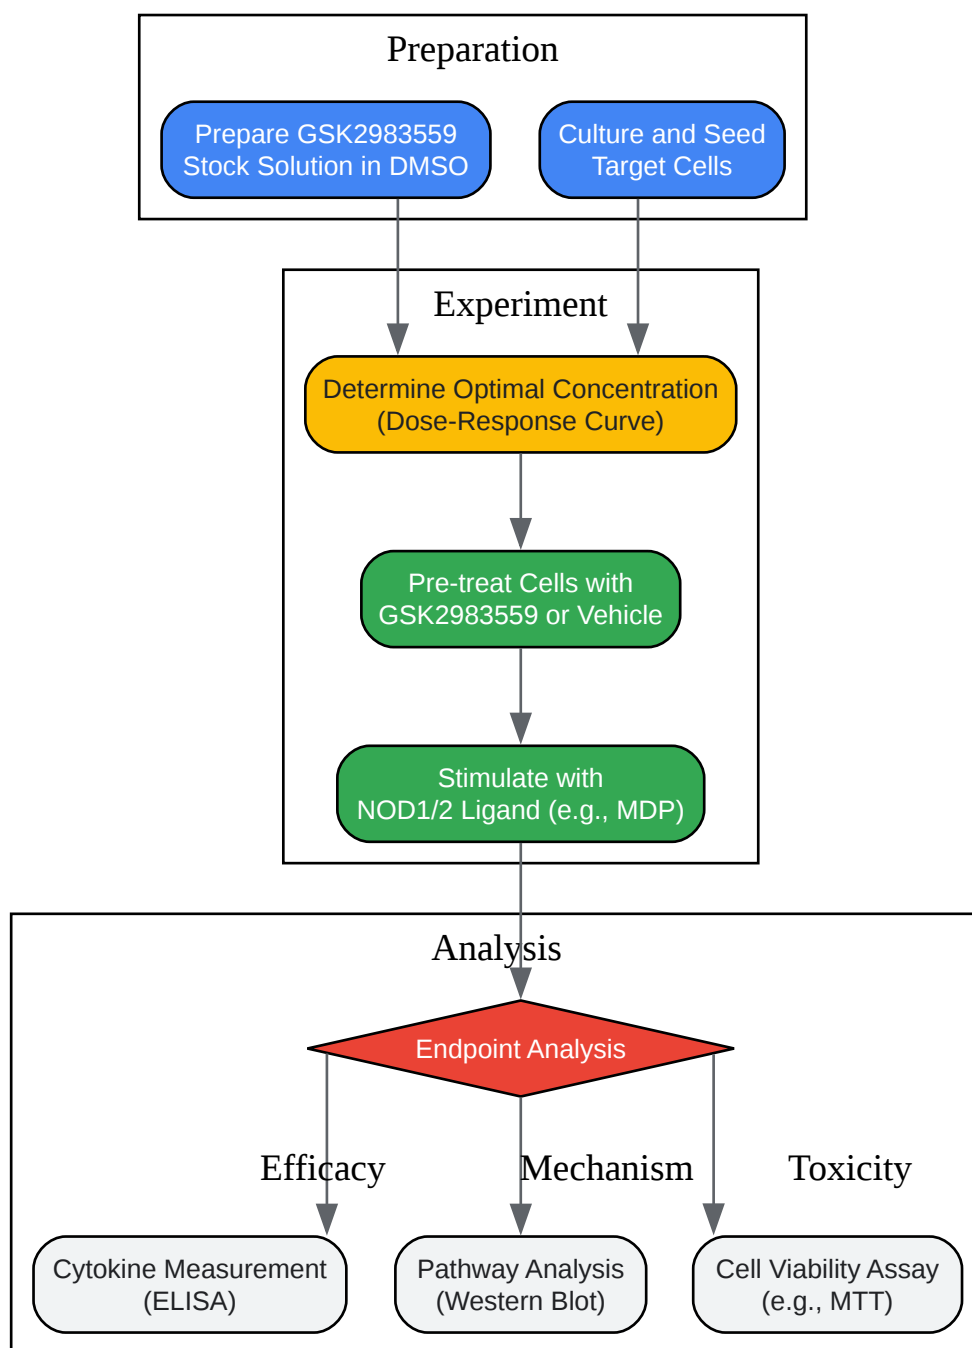 Preparation
Prepare GSK2983559
Stock Solution in DMSO
Culture and Seed
Target Cells
Experiment
Determine Optimal Concentration
(Dose-Response Curve)
Pre-treat Cells with
GSK2983559 or Vehicle
Stimulate with
NOD1/2 Ligand (e.g., MDP)
Analysis
Endpoint Analysis
Efficacy
Mechanism
Toxicity
Cytokine Measurement
(ELISA)
Pathway Analysis
(Western Blot)
Cell Viability Assay
(e.g., MTT)